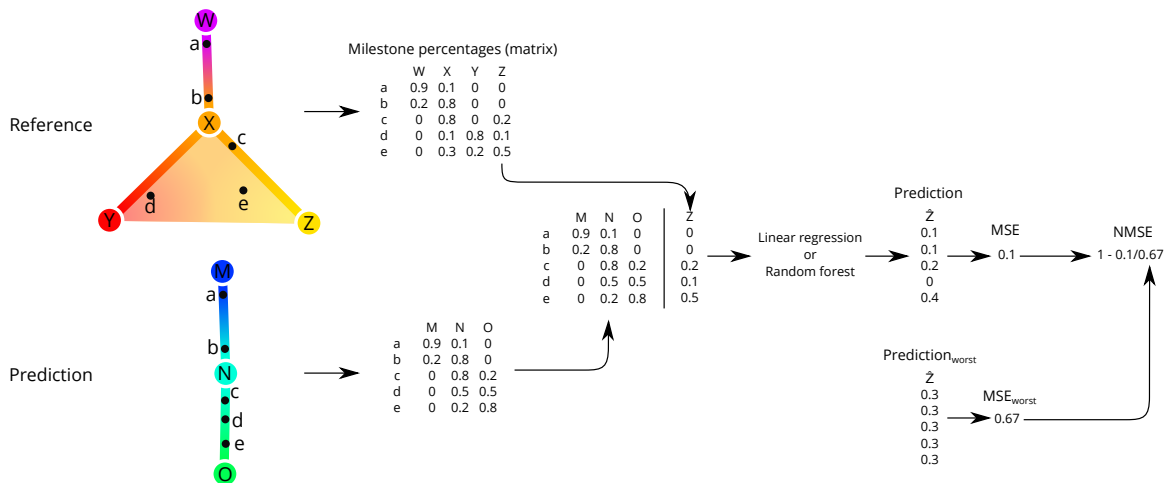 W
a
b
X
c
Reference
d
e
Y
Z
Milestone percentages (matrix)
W X Y Z
a 0.9 0.1 0 0
b 0.2 0.8 0 0
c 0 0.8 0 0.2
d 0 0.1 0.8 0.1
e 0 0.3 0.2 0.5
M
a
b
Prediction
N
c
d
e
O
M N O
a 0.9 0.1 0
b 0.2 0.8 0
c 0 0.8 0.2
d 0 0.5 0.5
e 0 0.2 0.8
M N O Z
a 0.9 0.1 0 0
b 0.2 0.8 0 0
c 0 0.8 0.2 0.2
d 0 0.5 0.5 0.1
e 0 0.2 0.8 0.5
Linear regression
or
Random forest
Prediction
Ẑ
0.1
0.1
0.2
0
0.4
MSE
0.1
NMSE
1 - 0.1/0.67
Predictionworst
Ẑ
0.3
0.3
0.3
0.3
0.3
MSEworst
0.67